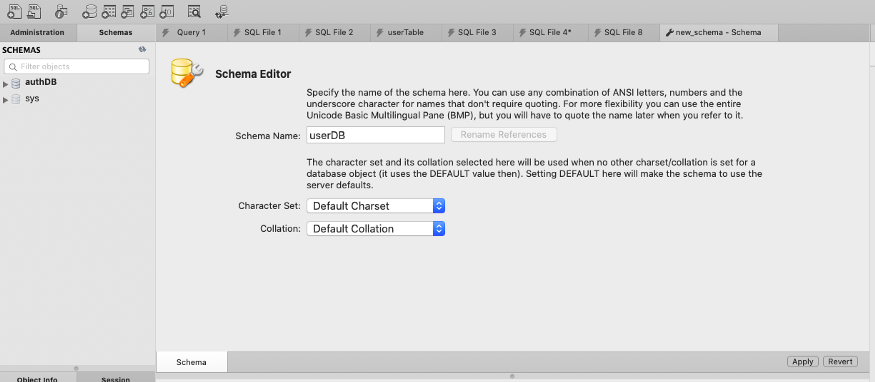 Administration
Schemas
Query 1
SQL File 1
SQL File 2
userTable
SQL File 3
SQL File 4*
SQL File 8
new_schema - Schema
SCHEMAS
Filter objects
authDB
sys
Schema Editor
Specify the name of the schema here. You can use any combination of ANSI letters, numbers and the
underscore character for names that don't require quoting. For more flexibility you can use the entire
Unicode Basic Multilingual Pane (BMP), but you will have to quote the name later when you refer to it.
Schema Name: userDB Rename References
The character set and its collation selected here will be used when no other charset/collation is set for a
database object (it uses the DEFAULT value then). Setting DEFAULT here will make the schema to use the
server defaults.
Character Set: Default Charset
Collation: Default Collation
Schema
Apply
Revert
Object Info
Session